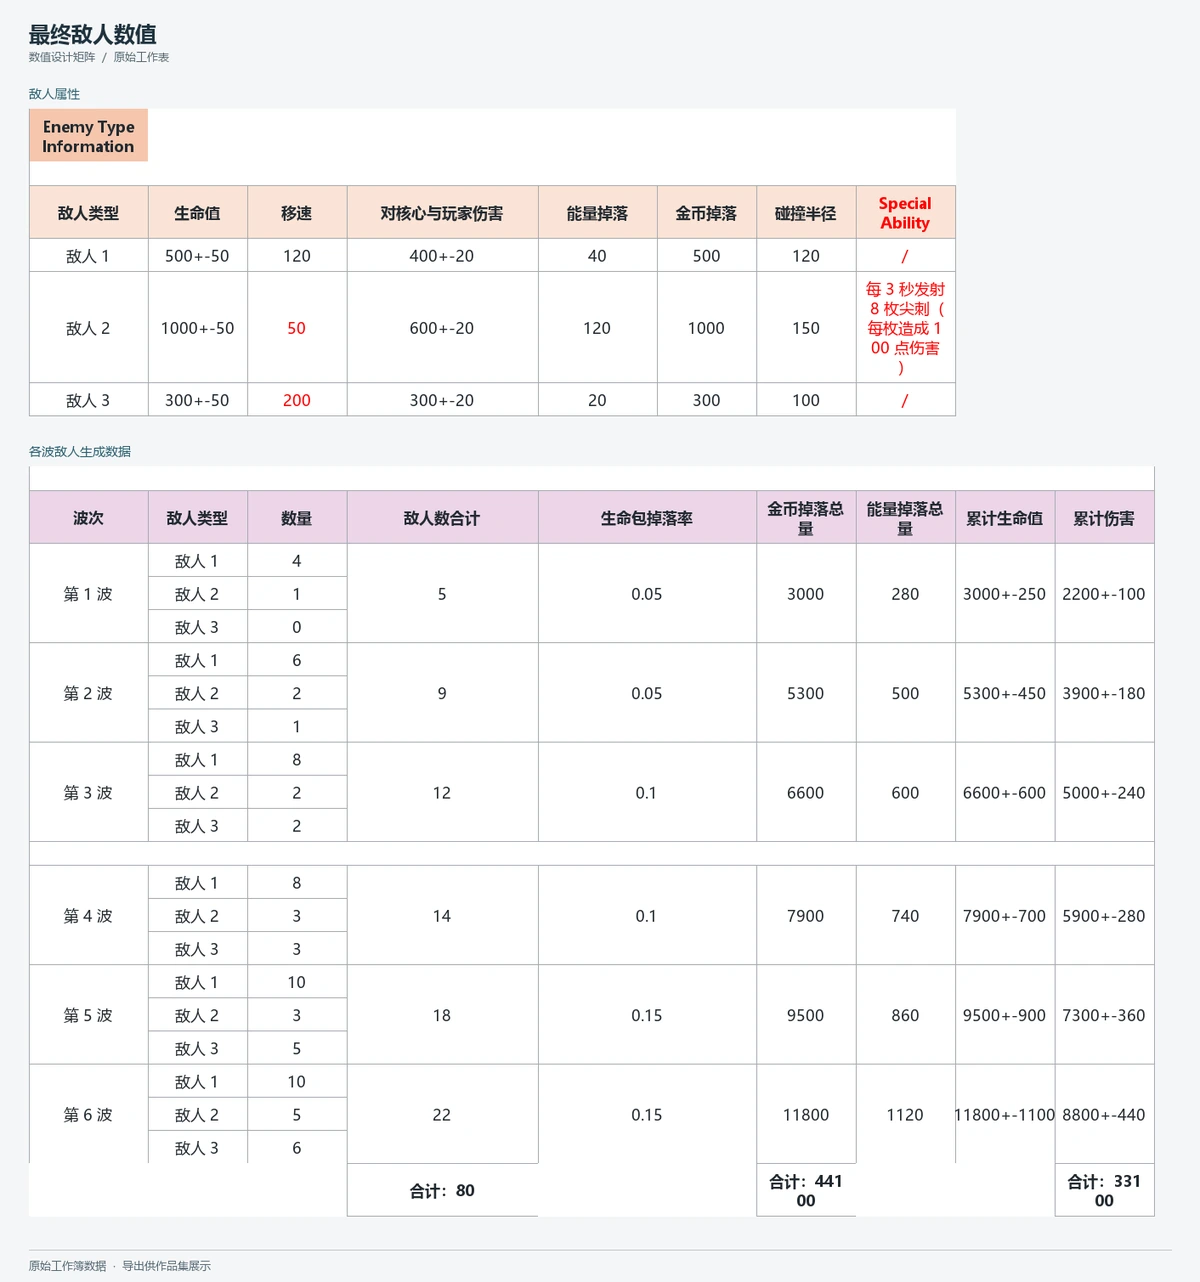 最终敌人数值
数值设计矩阵 / 原始工作表
敌人属性
Enemy Type
Information
敌人类型 生命值 移速 对核心与玩家伤害 能量掉落 金币掉落 碰撞半径 Special
Ability
敌人 1 500+-50 120 400+-20 40 500 120 /
敌人 2 1000+-50 50 600+-20 120 1000 150 每 3 秒发射
8 枚尖刺（
每枚造成 1
00 点伤害
）
敌人 3 300+-50 200 300+-20 20 300 100 /
各波敌人生成数据
波次 敌人类型 数量 敌人数合计 生命包掉落率 金币掉落总
量 能量掉落总
量 累计生命值 累计伤害
第 1 波 敌人 1 4 5 0.05 3000 280 3000+-250 2200+-100
敌人 2 1
敌人 3 0
第 2 波 敌人 1 6 9 0.05 5300 500 5300+-450 3900+-180
敌人 2 2
敌人 3 1
第 3 波 敌人 1 8 12 0.1 6600 600 6600+-600 5000+-240
敌人 2 2
敌人 3 2
第 4 波 敌人 1 8 14 0.1 7900 740 7900+-700 5900+-280
敌人 2 3
敌人 3 3
第 5 波 敌人 1 10 18 0.15 9500 860 9500+-900 7300+-360
敌人 2 3
敌人 3 5
第 6 波 敌人 1 10 22 0.15 11800 1120 11800+-1100 8800+-440
敌人 2 5
敌人 3 6
合计：80 合计：441
00 合计：331
00
原始工作簿数据 · 导出供作品集展示